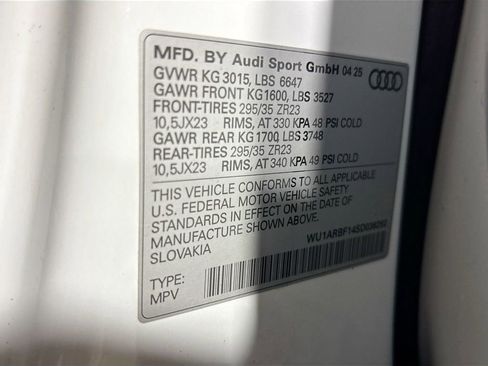 MFD. BY Audi Sport GmbH 04 25
GVWR KG 3015, LBS 6647
GAWR FRONT KG1600, LBS 3527
FRONT-TIRES 295/35 ZR23
10,5JX23 RIMS, AT 330 KPA 48 PSI COLD
GAWR REAR KG1700, LBS 3748
REAR-TIRES 295/35 ZR23
10,5JX23 RIMS, AT 340 KPA 49 PSI COLD
THIS VEHICLE CONFORMS TO ALL APPLICABLE
U.S. FEDERAL MOTOR VEHICLE SAFETY
STANDARDS IN EFFECT ON THE DATE OF
MANUFACTURE SHOWN ABOVE
SLOVAKIA
TYPE:
MPV